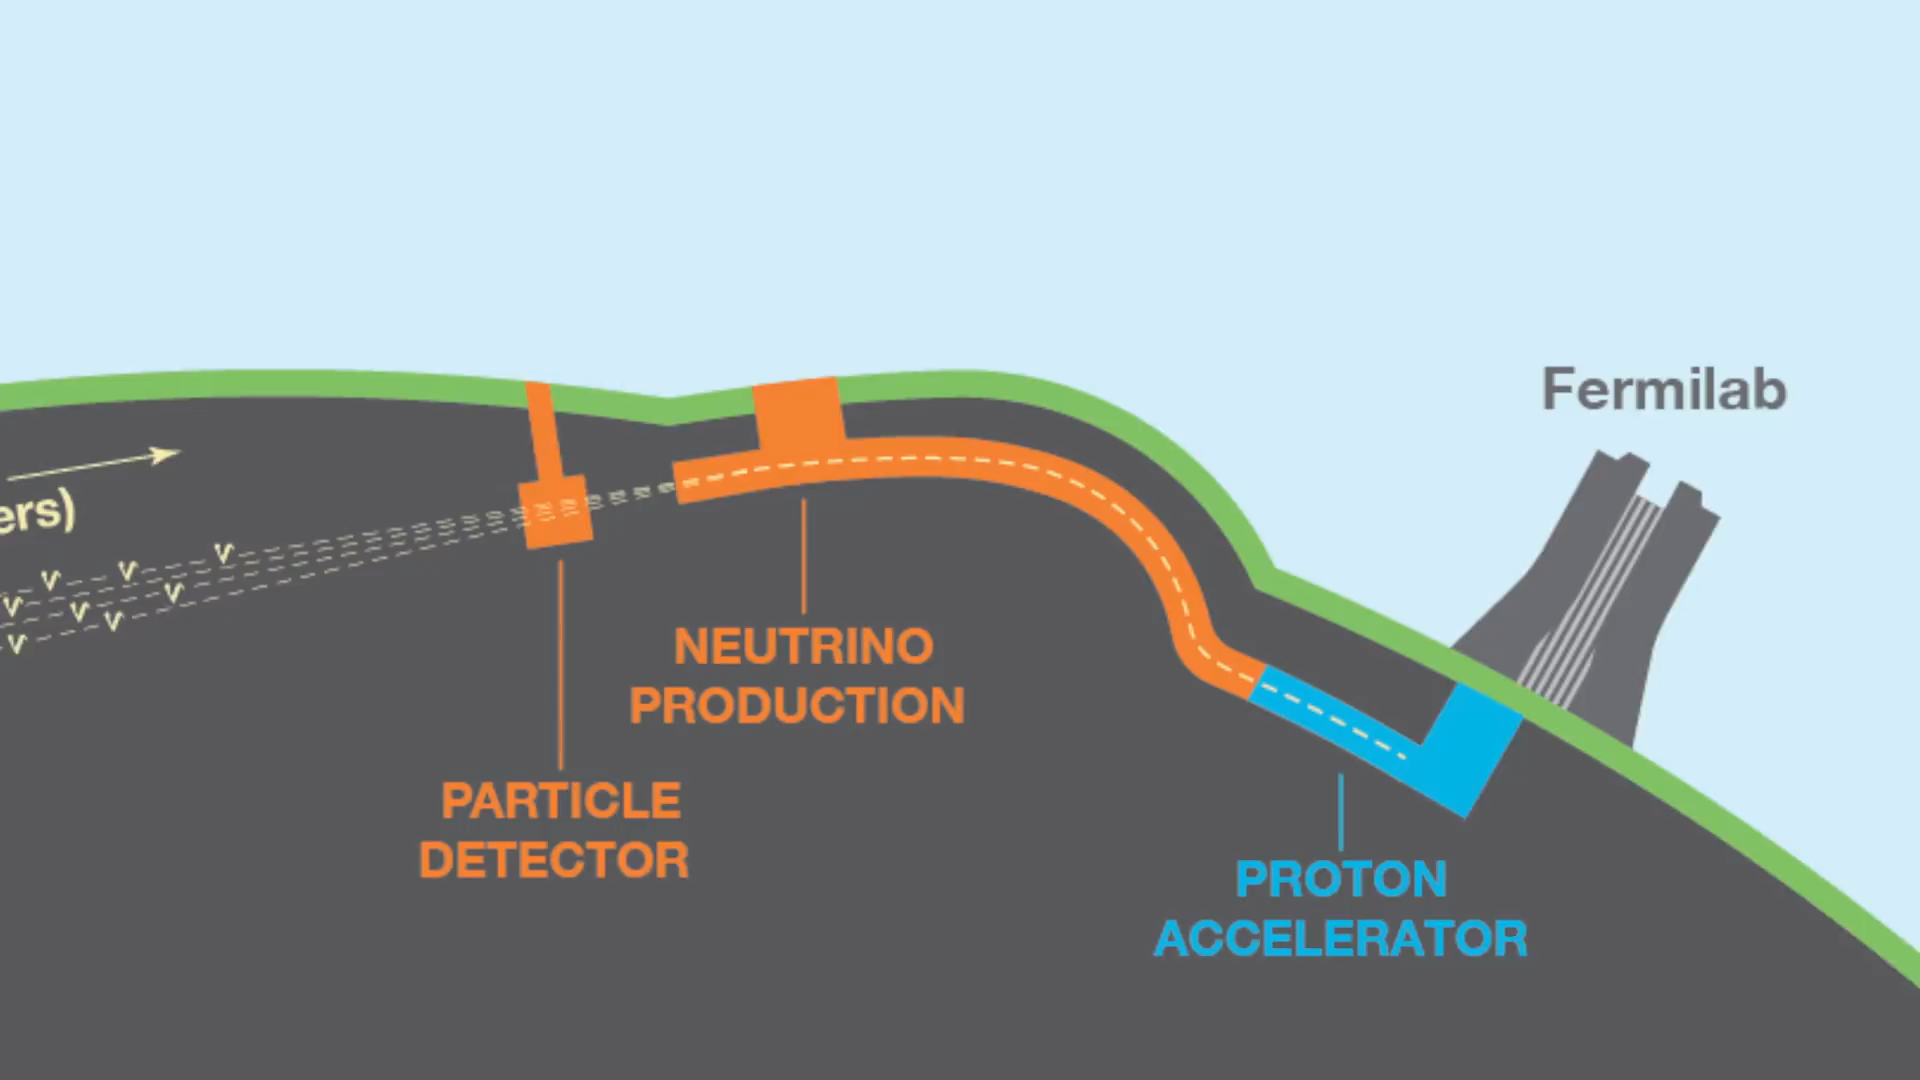 Fermilab
ers)
v
v
v
v
v
v
v
v
NEUTRINO
PRODUCTION
PARTICLE
DETECTOR
PROTON
ACCELERATOR